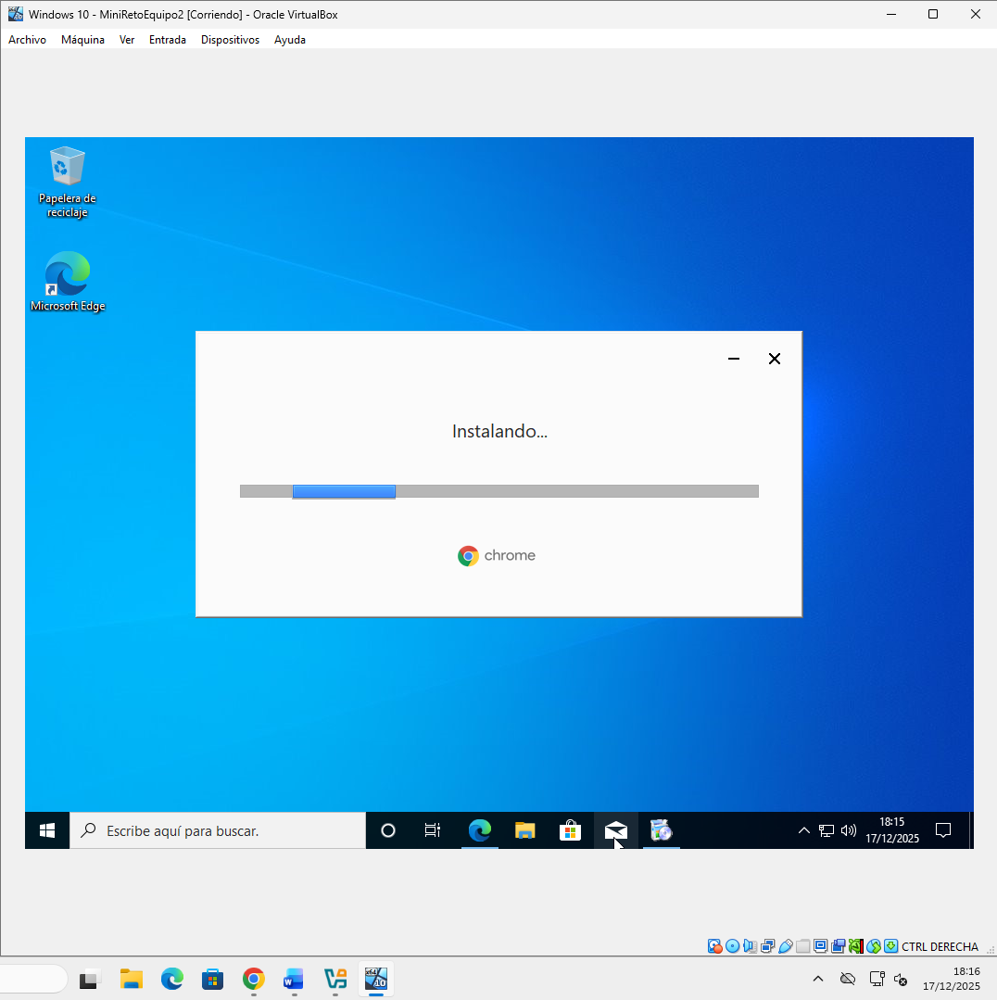 Windows 10 - MiniRetoEquipo2 [Corriendo] - Oracle VirtualBox
Archivo Máquina Ver Entrada Dispositivos Ayuda
Papelera de
reciclaje
Microsoft Edge
Instalando...
chrome
Escribe aquí para buscar.
18:15
17/12/2025
CTRL DERECHA
18:16
17/12/2025